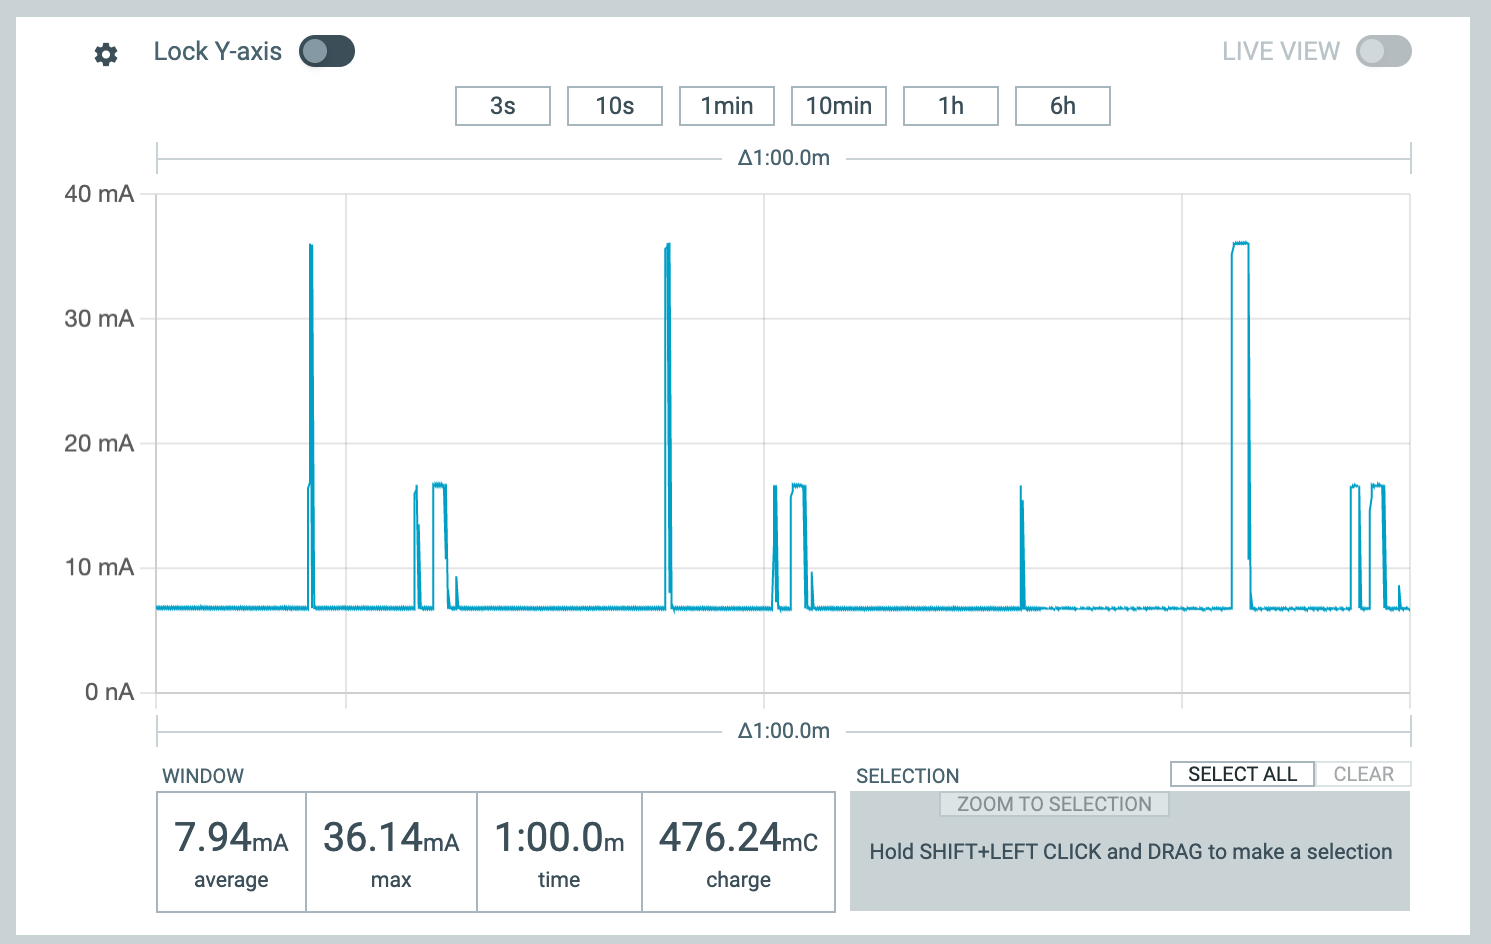 Lock Y-axis
LIVE VIEW
3s 10s 1min 10min 1h 6h
Δ1:00.0m
40 mA
30 mA
20 mA
10 mA
0 nA
Δ1:00.0m
WINDOW
SELECTION
SELECT ALL CLEAR
7.94mA 36.14mA 1:00.0m 476.24mC
average max time charge
ZOOM TO SELECTION
Hold SHIFT+LEFT CLICK and DRAG to make a selection